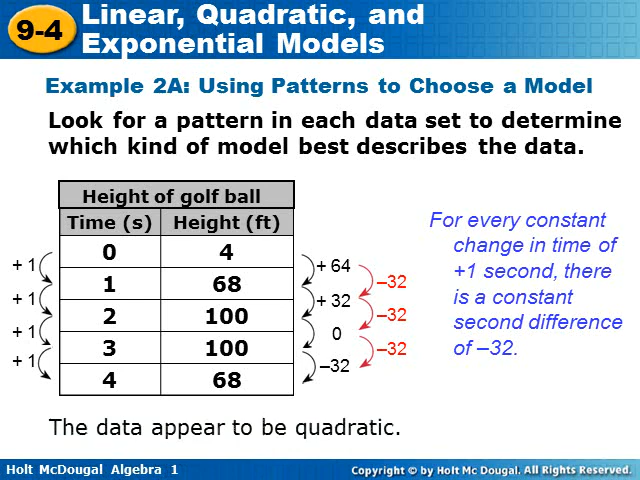 9-4
Linear, Quadratic, and
Exponential Models
Example 2A: Using Patterns to Choose a Model
Look for a pattern in each data set to determine
which kind of model best describes the data.
Height of golf ball
Time (s) Height (ft)
0 4
1 68
2 100
3 100
4 68
+ 1
+ 1
+ 1
+ 1
+ 64
+ 32
0
–32
–32
–32
–32
For every constant
change in time of
+1 second, there
is a constant
second difference
of –32.
The data appear to be quadratic.
Holt McDougal Algebra 1
Copyright © by Holt Mc Dougal. All Rights Reserved.